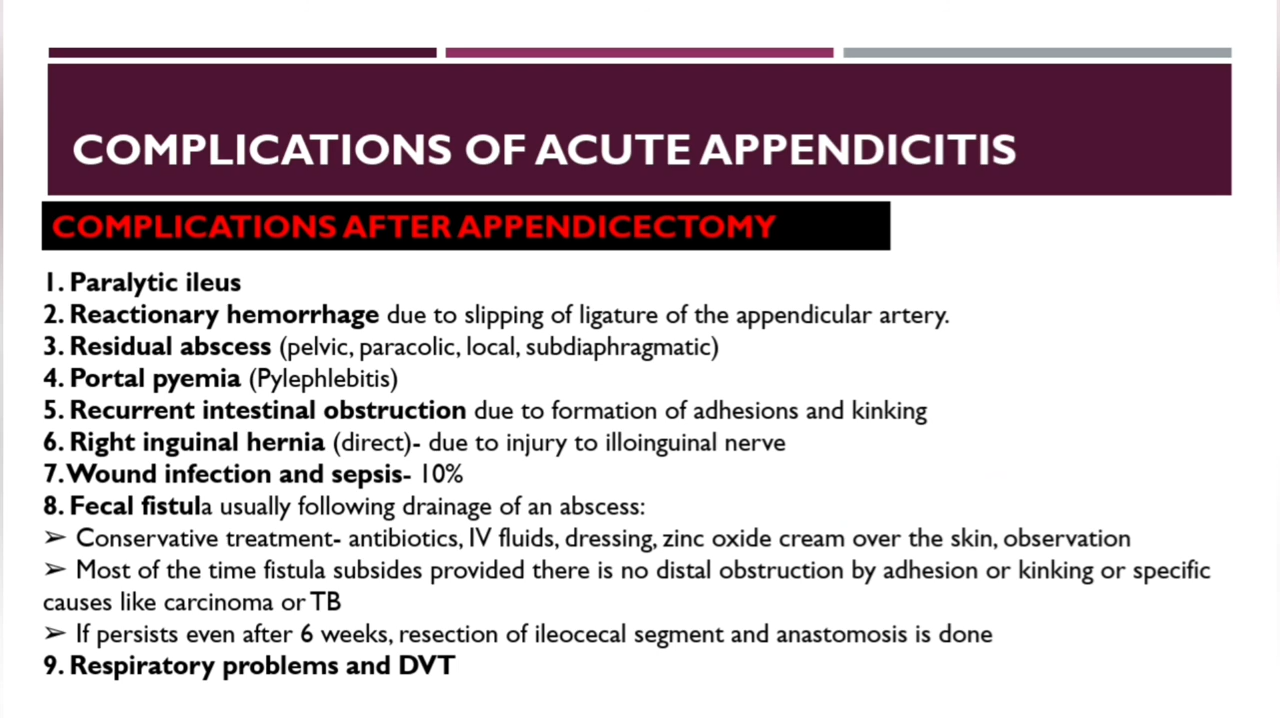 COMPLICATIONS OF ACUTE APPENDICITIS
COMPLICATIONS AFTER APPENDICECTOMY
1. Paralytic ileus
2. Reactionary hemorrhage due to slipping of ligature of the appendicular artery.
3. Residual abscess (pelvic, paracolic, local, subdiaphragmatic)
4. Portal pyemia (Pylephlebitis)
5. Recurrent intestinal obstruction due to formation of adhesions and kinking
6. Right inguinal hernia (direct)- due to injury to illoinguinal nerve
7. Wound infection and sepsis- 10%
8. Fecal fistula usually following drainage of an abscess:
➢ Conservative treatment- antibiotics, IV fluids, dressing, zinc oxide cream over the skin, observation
➢ Most of the time fistula subsides provided there is no distal obstruction by adhesion or kinking or specific
causes like carcinoma or TB
➢ If persists even after 6 weeks, resection of ileocecal segment and anastomosis is done
9. Respiratory problems and DVT